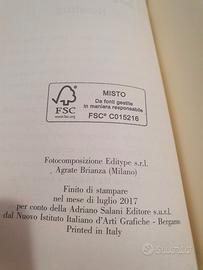 MISTO
Da fonti gestite
in maniera responsabile
FSC
www.fsc.org
FSC® C015216
Fotocomposizione Editype s.r.l.
Agrate Brianza (Milano)
Finito di stampare
nel mese di luglio 2017
per conto della Adriano Salani Editore s.u.r.l.
dal Nuovo Istituto Italiano d'Arti Grafiche - Bergamo
Printed in Italy
subito